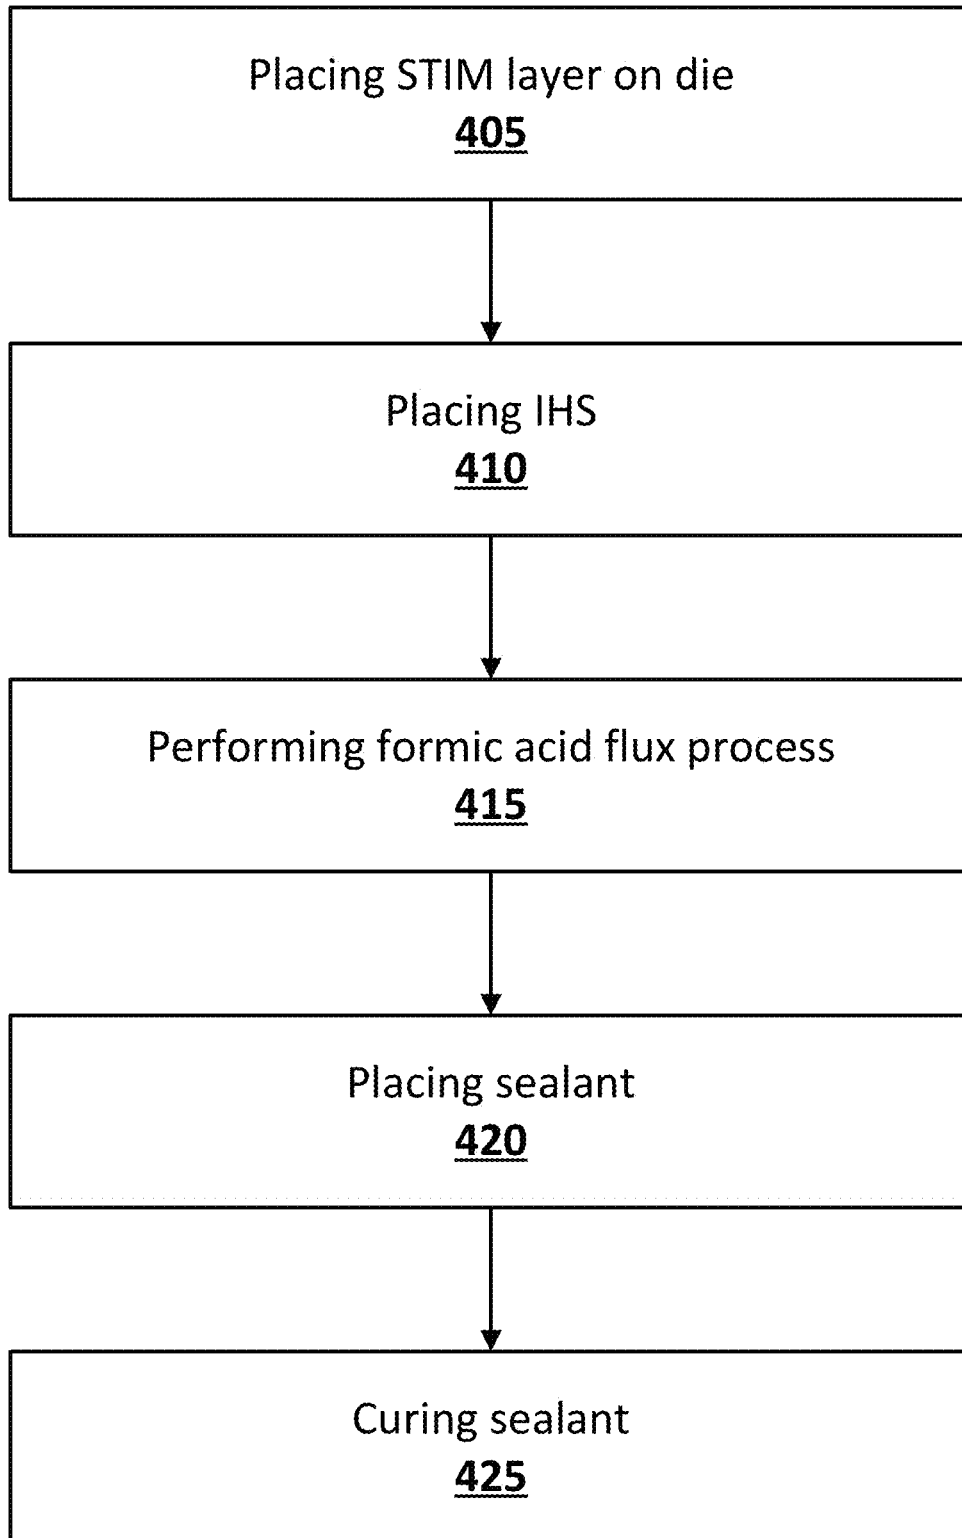 Placing STIM layer on die
405
Placing IHS
410
Performing formic acid flux process
415
Placing sealant
420
Curing sealant
425